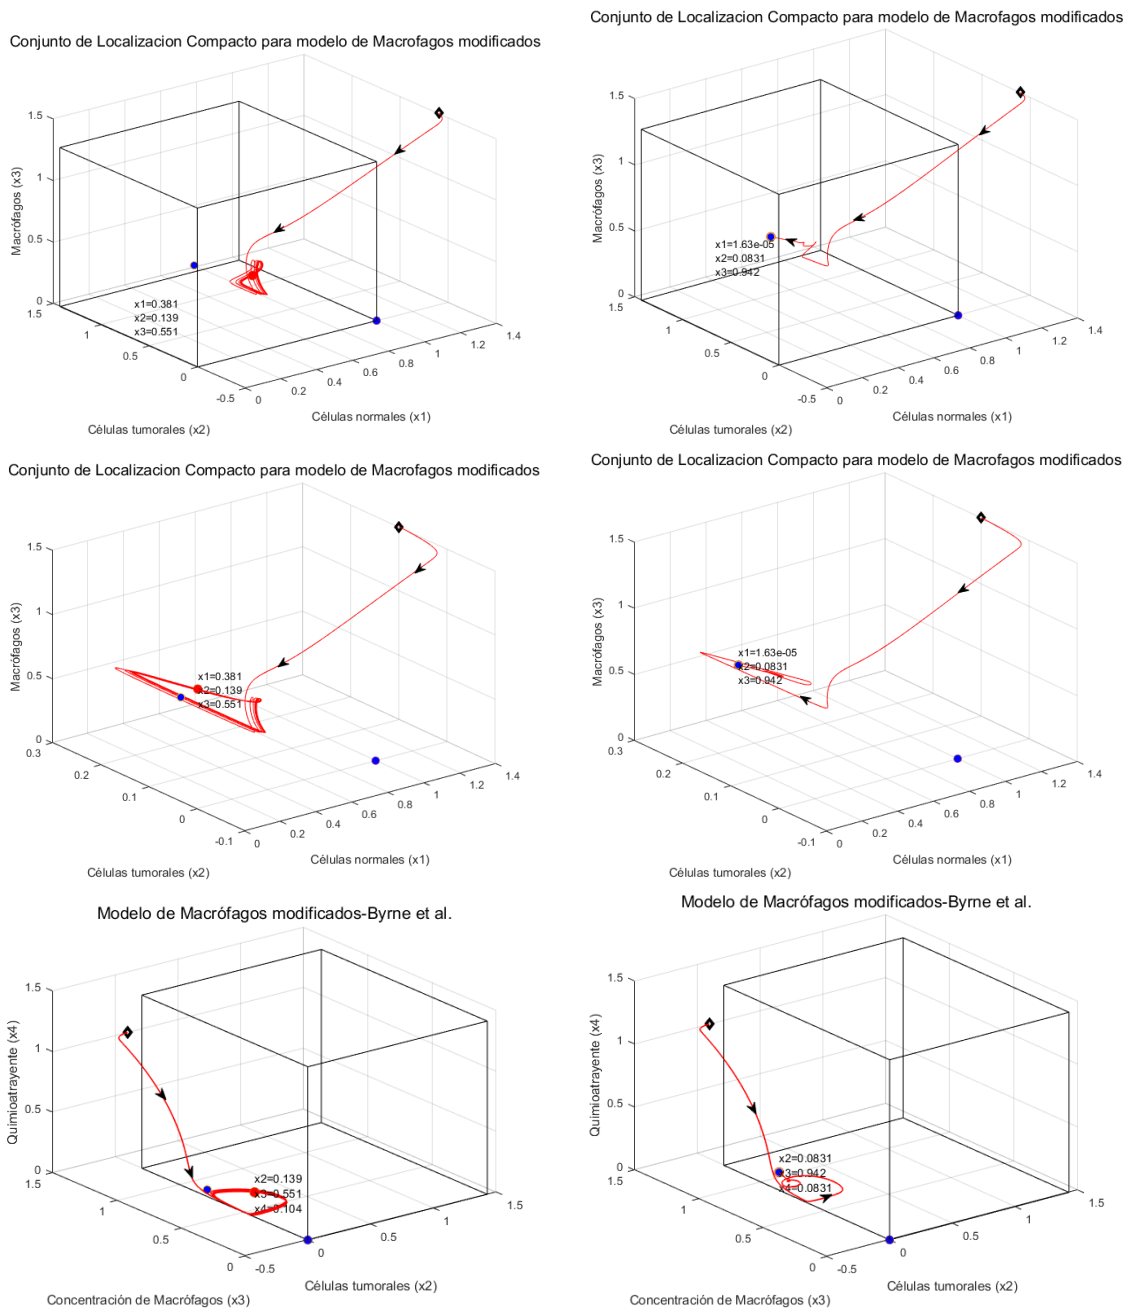 Conjunto de Localizacion Compacto para modelo de Macrofagos modificados
1.5
1
0.5
0
Macrófagos (x3)
x1=0.381
x2=0.139
x3=0.551
1.5
1
0.5
0
-0.5
Células tumorales (x2)
0
0.2
0.4
0.6
0.8
1
1.2
1.4
Células normales (x1)
Conjunto de Localizacion Compacto para modelo de Macrofagos modificados
1.5
1
0.5
0
Macrófagos (x3)
x1=1.63e-05
x2=0.0831
x3=0.942
1.5
1
0.5
0
-0.5
Células tumorales (x2)
0
0.2
0.4
0.6
0.8
1
1.2
1.4
Células normales (x1)
Conjunto de Localizacion Compacto para modelo de Macrofagos modificados
1.5
1
0.5
0
Macrófagos (x3)
x1=0.381
x2=0.139
x3=0.551
0.3
0.2
0.1
0
-0.1
Células tumorales (x2)
0
0.2
0.4
0.6
0.8
1
1.2
1.4
Células normales (x1)
Conjunto de Localizacion Compacto para modelo de Macrofagos modificados
1.5
1
0.5
0
Macrófagos (x3)
x1=1.63e-05
x2=0.0831
x3=0.942
0.3
0.2
0.1
0
-0.1
Células tumorales (x2)
0
0.2
0.4
0.6
0.8
1
1.2
1.4
Células normales (x1)
Modelo de Macrófagos modificados-Byrne et al.
1.5
1
0.5
0
Quimioatrayente (x4)
x2=0.139
x3=0.551
x4=0.104
1.5
1
0.5
0
Concentración de Macrófagos (x3)
-0.5
0
0.5
1
1.5
Células tumorales (x2)
Modelo de Macrófagos modificados-Byrne et al.
1.5
1
0.5
0
Quimioatrayente (x4)
x2=0.0831
x3=0.942
x4=0.0831
1.5
1
0.5
0
Concentración de Macrófagos (x3)
-0.5
0
0.5
1
1.5
Células tumorales (x2)